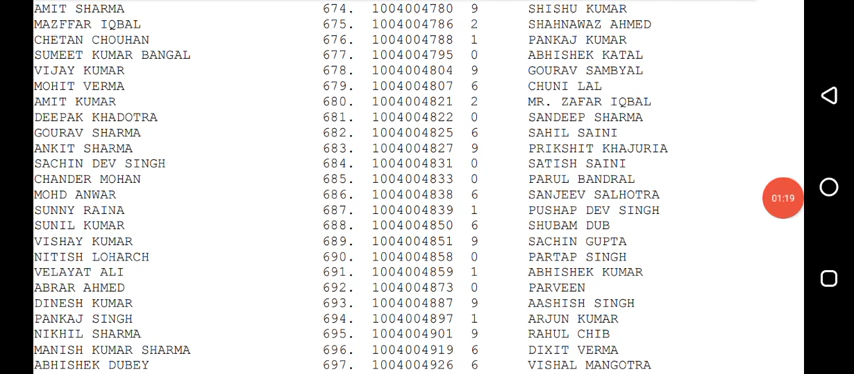 AMIT SHARMA 674. 1004004780 9 SHISHU KUMAR
MAZFFAR IQBAL 675. 1004004786 2 SHAHNAWAZ AHMED
CHETAN CHOUHAN 676. 1004004788 1 PANKAJ KUMAR
SUMEET KUMAR BANGAL 677. 1004004795 0 ABHISHEK KATAL
VIJAY KUMAR 678. 1004004804 9 GOURAV SAMBYAL
MOHIT VERMA 679. 1004004807 6 CHUNI LAL
AMIT KUMAR 680. 1004004821 2 MR. ZAFAR IQBAL
DEEPAK KHADOTRA 681. 1004004822 0 SANDEEP SHARMA
GOURAV SHARMA 682. 1004004825 6 SAHIL SAINI
ANKIT SHARMA 683. 1004004827 9 PRIKSHIT KHAJURIA
SACHIN DEV SINGH 684. 1004004831 0 SATISH SAINI
CHANDER MOHAN 685. 1004004833 0 PARUL BANDRAL
MOHD ANWAR 686. 1004004838 6 SANJEEV SALHOTRA
SUNNY RAINA 687. 1004004839 1 PUSHAP DEV SINGH
SUNIL KUMAR 688. 1004004850 6 SHUBAM DUB
VISHAY KUMAR 689. 1004004851 9 SACHIN GUPTA
NITISH LOHARCH 690. 1004004858 0 PARTAP SINGH
VELAYAT ALI 691. 1004004859 1 ABHISHEK KUMAR
ABRAR AHMED 692. 1004004873 0 PARVEEN
DINESH KUMAR 693. 1004004887 9 AASHISH SINGH
PANKAJ SINGH 694. 1004004897 1 ARJUN KUMAR
NIKHIL SHARMA 695. 1004004901 9 RAHUL CHIB
MANISH KUMAR SHARMA 696. 1004004919 6 DIXIT VERMA
ABHISHEK DUBEY 697. 1004004926 6 VISHAL MANGOTRA
01:19